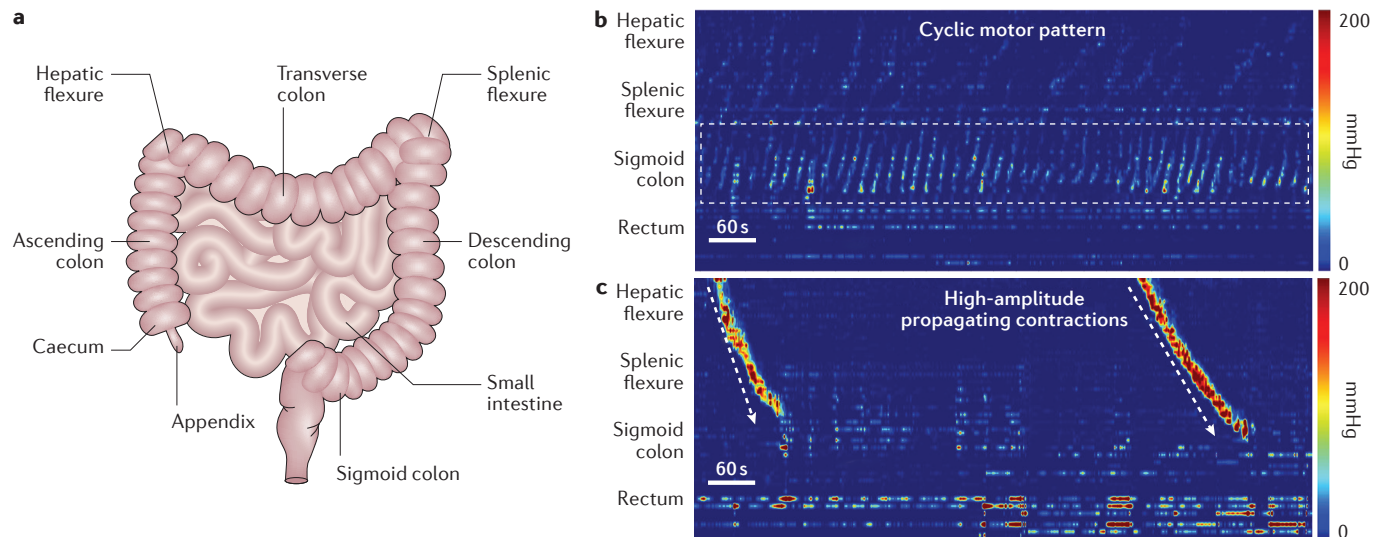 a
Hepatic
flexure
Transverse
colon
Splenic
flexure
Ascending
colon
Descending
colon
Caecum
Appendix
Small
intestine
Sigmoid colon
b
Hepatic
flexure
Splenic
flexure
Sigmoid
colon
Rectum
Cyclic motor pattern
60 s
200
mmHg
0
c
Hepatic
flexure
Splenic
flexure
Sigmoid
colon
Rectum
High-amplitude
propagating contractions
60 s
200
mmHg
0